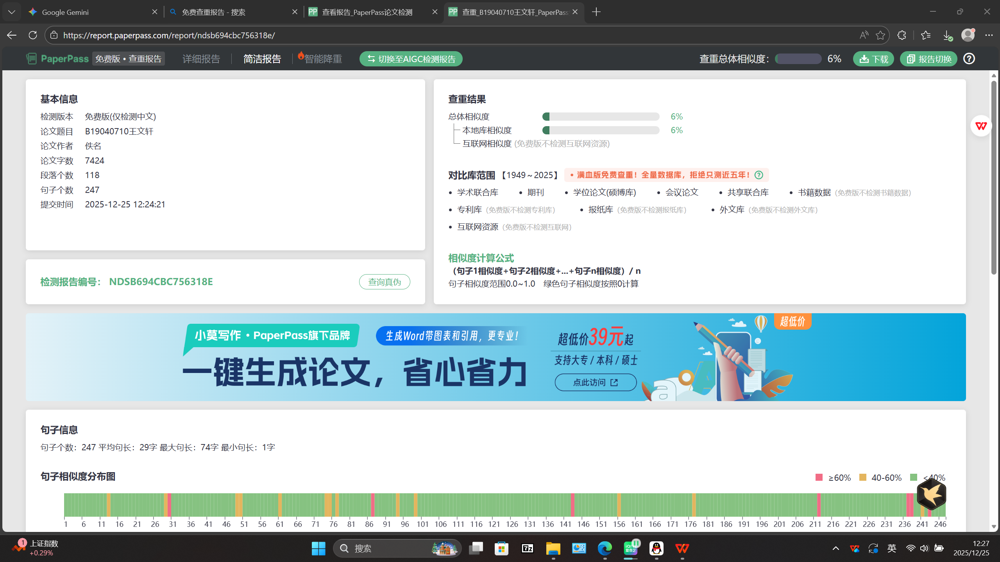 Google Gemini
免费查重报告 - 搜索
查看报告_PaperPass论文检测
查重_B19040710王文轩_PaperPass
https://report.paperpass.com/report/ndsb694cbc756318e/
PaperPass 免费版 • 查重报告
详细报告
简洁报告
智能降重
切换至AIGC检测报告
查重总体相似度： 6%
下载
报告切换
基本信息
检测版本 免费版(仅检测中文)
论文题目 B19040710王文轩
论文作者 佚名
论文字数 7424
段落个数 118
句子个数 247
提交时间 2025-12-25 12:24:21
检测报告编号： NDSB694CBC756318E
查询真伪
查重结果
总体相似度 6%
本地库相似度 6%
互联网相似度 (免费版不检测互联网资源)
对比库范围 【1949～2025】 • 满血版免费查重！全量数据库，拒绝只测近五年！ ?
• 学术联合库 • 期刊 • 学位论文(硕博库) • 会议论文 • 共享联合库 • 书籍数据 (免费版不检测书籍数据)
• 专利库 (免费版不检测专利库) • 报纸库 (免费版不检测报纸库) • 外文库 (免费版不检测外文库)
• 互联网资源 (免费版不检测互联网)
相似度计算公式
（句子1相似度+句子2相似度+...+句子n相似度）/ n
句子相似度范围0.0~1.0 绿色句子相似度按照0计算
小莫写作 • PaperPass旗下品牌
生成Word带图表和引用，更专业！
一键生成论文，省心省力
超低价39元起
支持大专 / 本科 / 硕士
点此访问
超低价
a
句子信息
句子个数：247 平均句长：29字 最大句长：74字 最小句长：1字
句子相似度分布图
≥60% 40-60% <40%
1 6 11 16 21 26 31 36 41 46 51 56 61 66 71 76 81 86 91 96 101 106 111 116 121 126 131 136 141 146 151 156 161 166 171 176 181 186 191 196 201 206 211 216 221 226 231 236 241 246
1
上证指数
+0.29%
搜索
7z
iQIYI
爱奇艺
英
12:27
2025/12/25